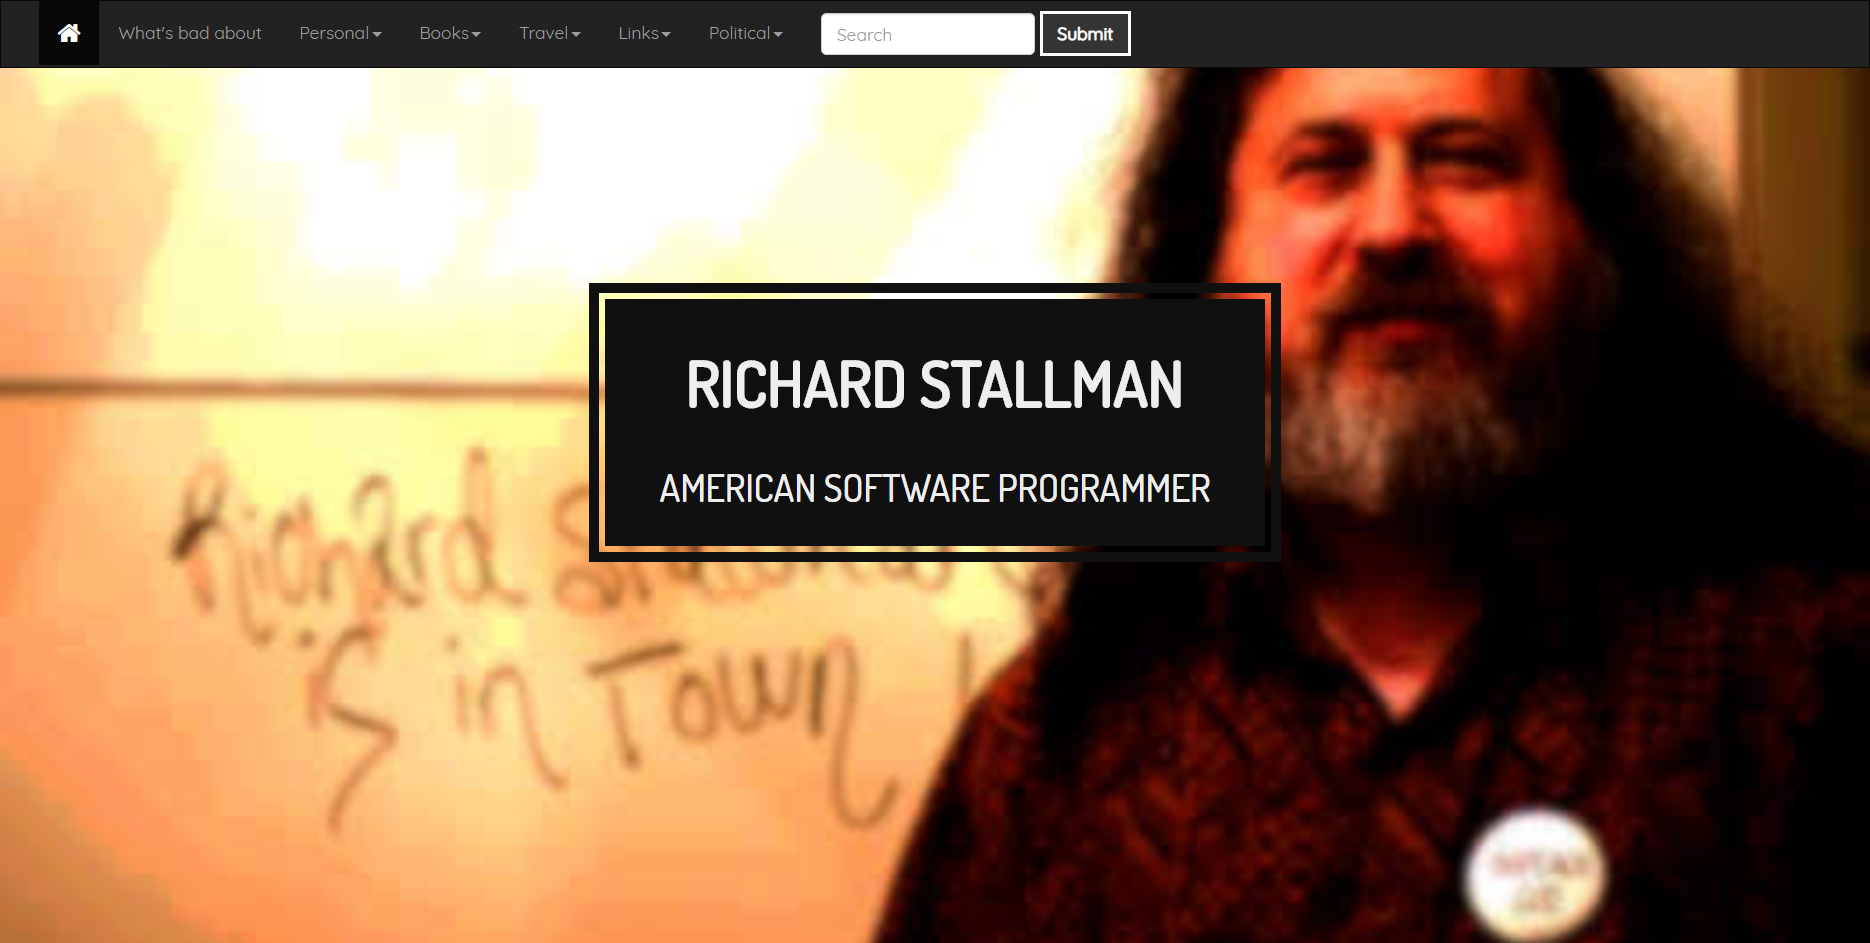 What's bad about Personal Books Travel Links Political Search Submit
RICHARD STALLMAN
AMERICAN SOFTWARE PROGRAMMER
Richard
is in Town